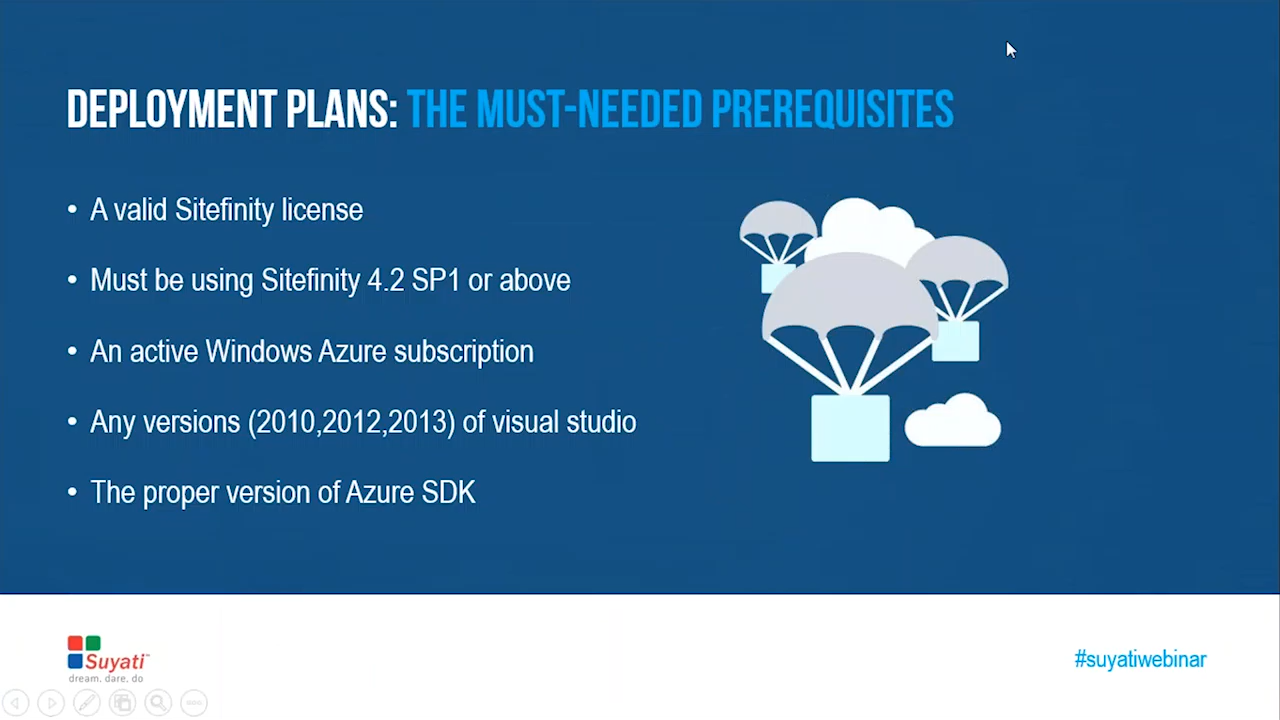 DEPLOYMENT PLANS: THE MUST-NEEDED PREREQUISITES
• A valid Sitefinity license
• Must be using Sitefinity 4.2 SP1 or above
• An active Windows Azure subscription
• Any versions (2010,2012,2013) of visual studio
• The proper version of Azure SDK
Suyati™
dream. dare. do
#suyatiwebinar